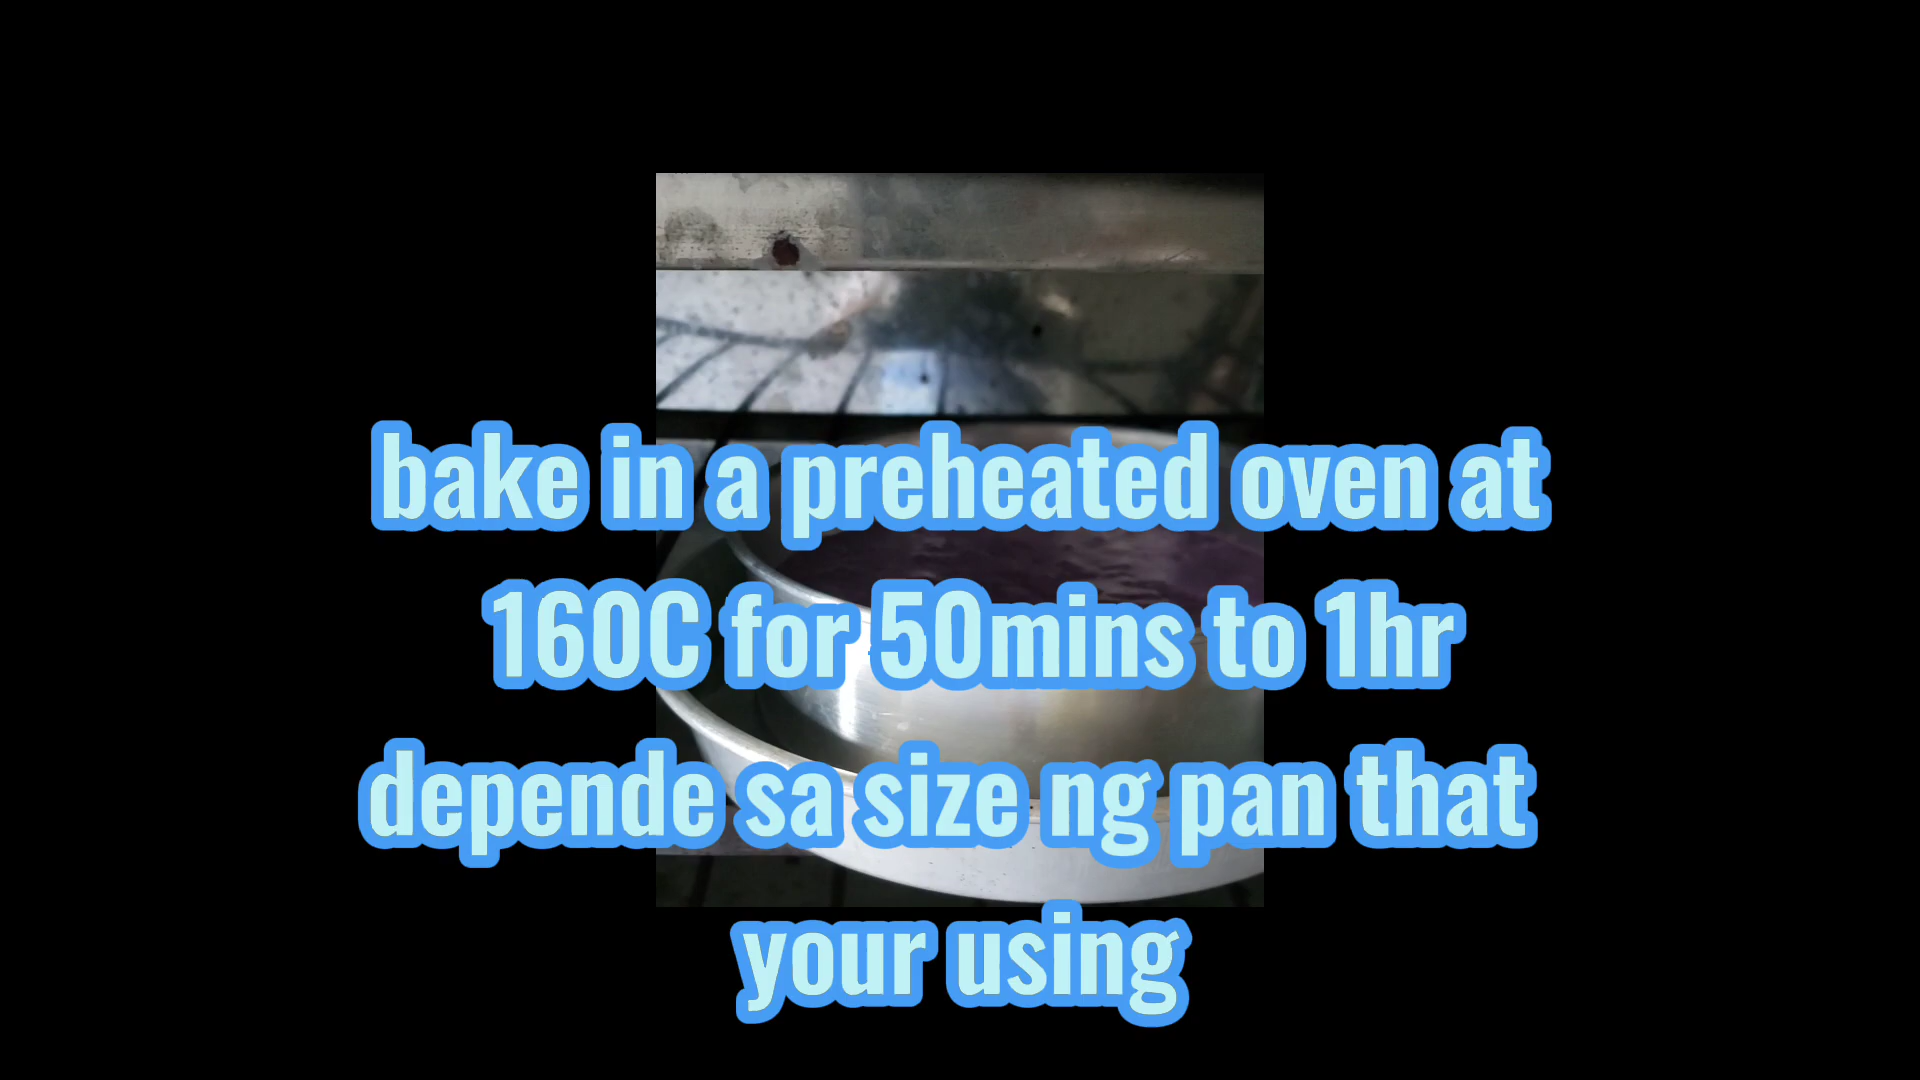 bake in a preheated oven at
160C for 50mins to 1hr
depende sa size ng pan that
your using